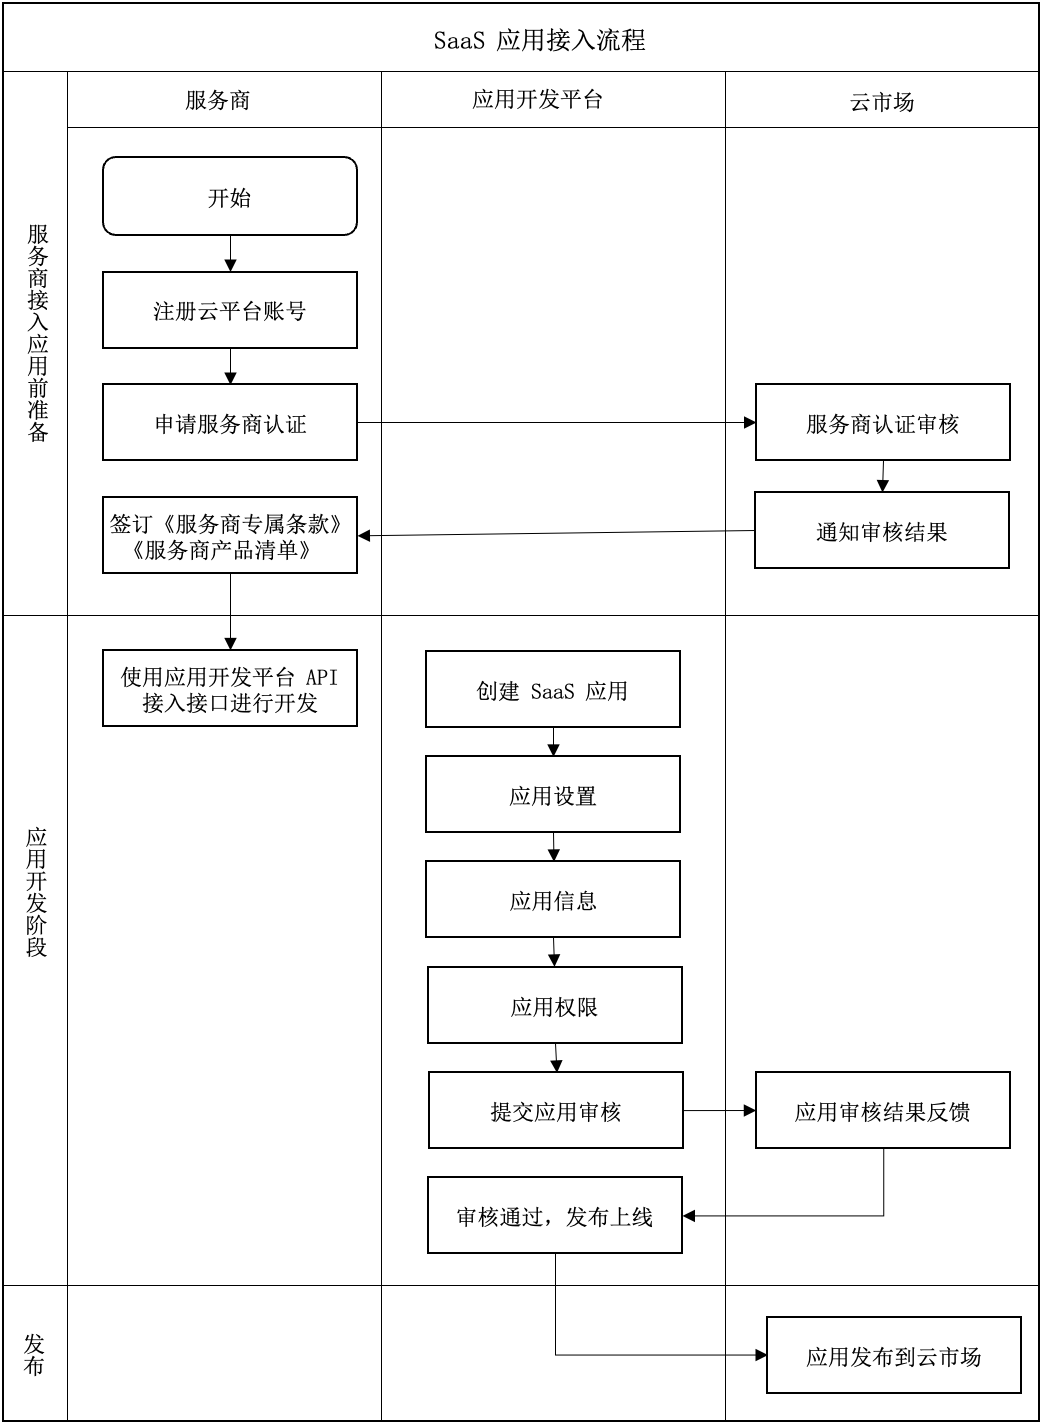 SaaS 应用接入流程
服务商
应用开发平台
云市场
服务商接入应用前准备
开始
注册云平台账号
申请服务商认证
服务商认证审核
通知审核结果
签订《服务商专属条款》
《服务商产品清单》
应用开发阶段
使用应用开发平台 API
接入接口进行开发
创建 SaaS 应用
应用设置
应用信息
应用权限
提交应用审核
应用审核结果反馈
审核通过，发布上线
发布
应用发布到云市场